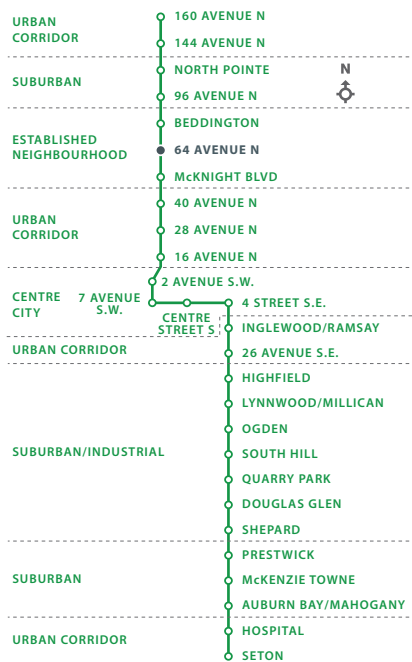 160 AVENUE N
URBAN
CORRIDOR
144 AVENUE N
NORTH POINTE
N
SUBURBAN
96 AVENUE N
BEDDINGTON
ESTABLISHED
NEIGHBOURHOOD
64 AVENUE N
McKNIGHT BLVD
40 AVENUE N
URBAN
CORRIDOR
28 AVENUE N
16 AVENUE N
2 AVENUE S.W.
CENTRE
CITY
7 AVENUE
S.W.
4 STREET S.E.
CENTRE
STREET S
INGLEWOOD/RAMSAY
URBAN CORRIDOR
26 AVENUE S.E.
HIGHFIELD
LYNNWOOD/MILLICAN
OGDEN
SUBURBAN/INDUSTRIAL
SOUTH HILL
QUARRY PARK
DOUGLAS GLEN
SHEPARD
PRESTWICK
SUBURBAN
McKENZIE TOWNE
AUBURN BAY/MAHOGANY
HOSPITAL
URBAN CORRIDOR
SETON